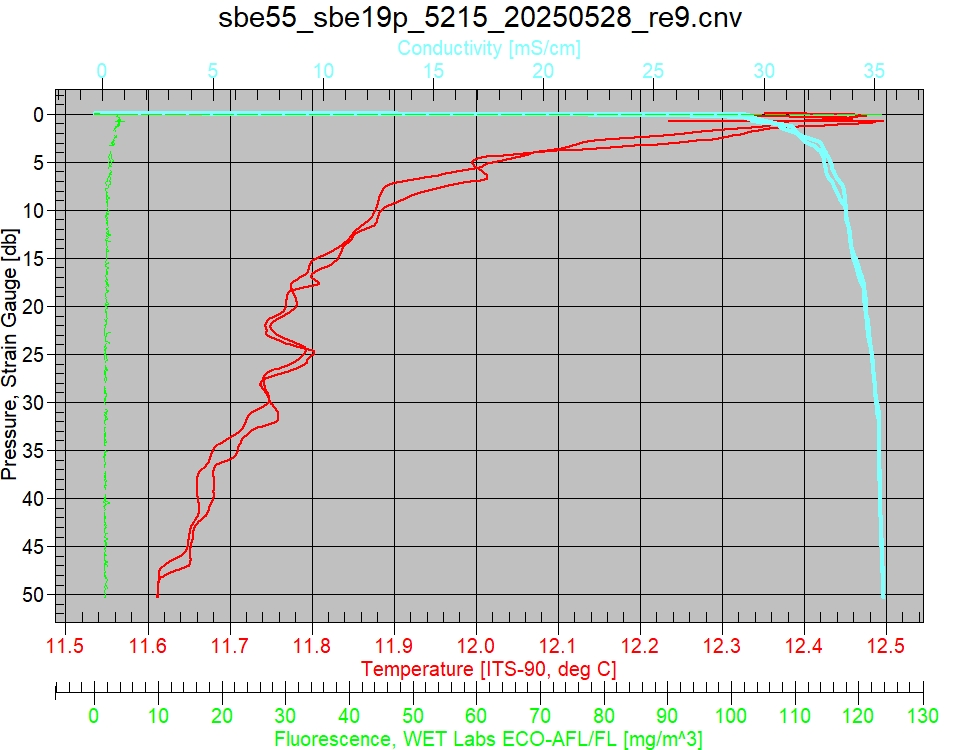 sbe55_sbe19p_5215_20250528_re9.cnv
Conductivity [mS/cm]
0 5 10 15 20 25 30 35
Pressure, Strain Gauge [db]
0
5
10
15
20
25
30
35
40
45
50
11.5 11.6 11.7 11.8 11.9 12.0 12.1 12.2 12.3 12.4 12.5
Temperature [ITS-90, deg C]
0 10 20 30 40 50 60 70 80 90 100 110 120 130
Fluorescence, WET Labs ECO-AFL/FL [mg/m^3]